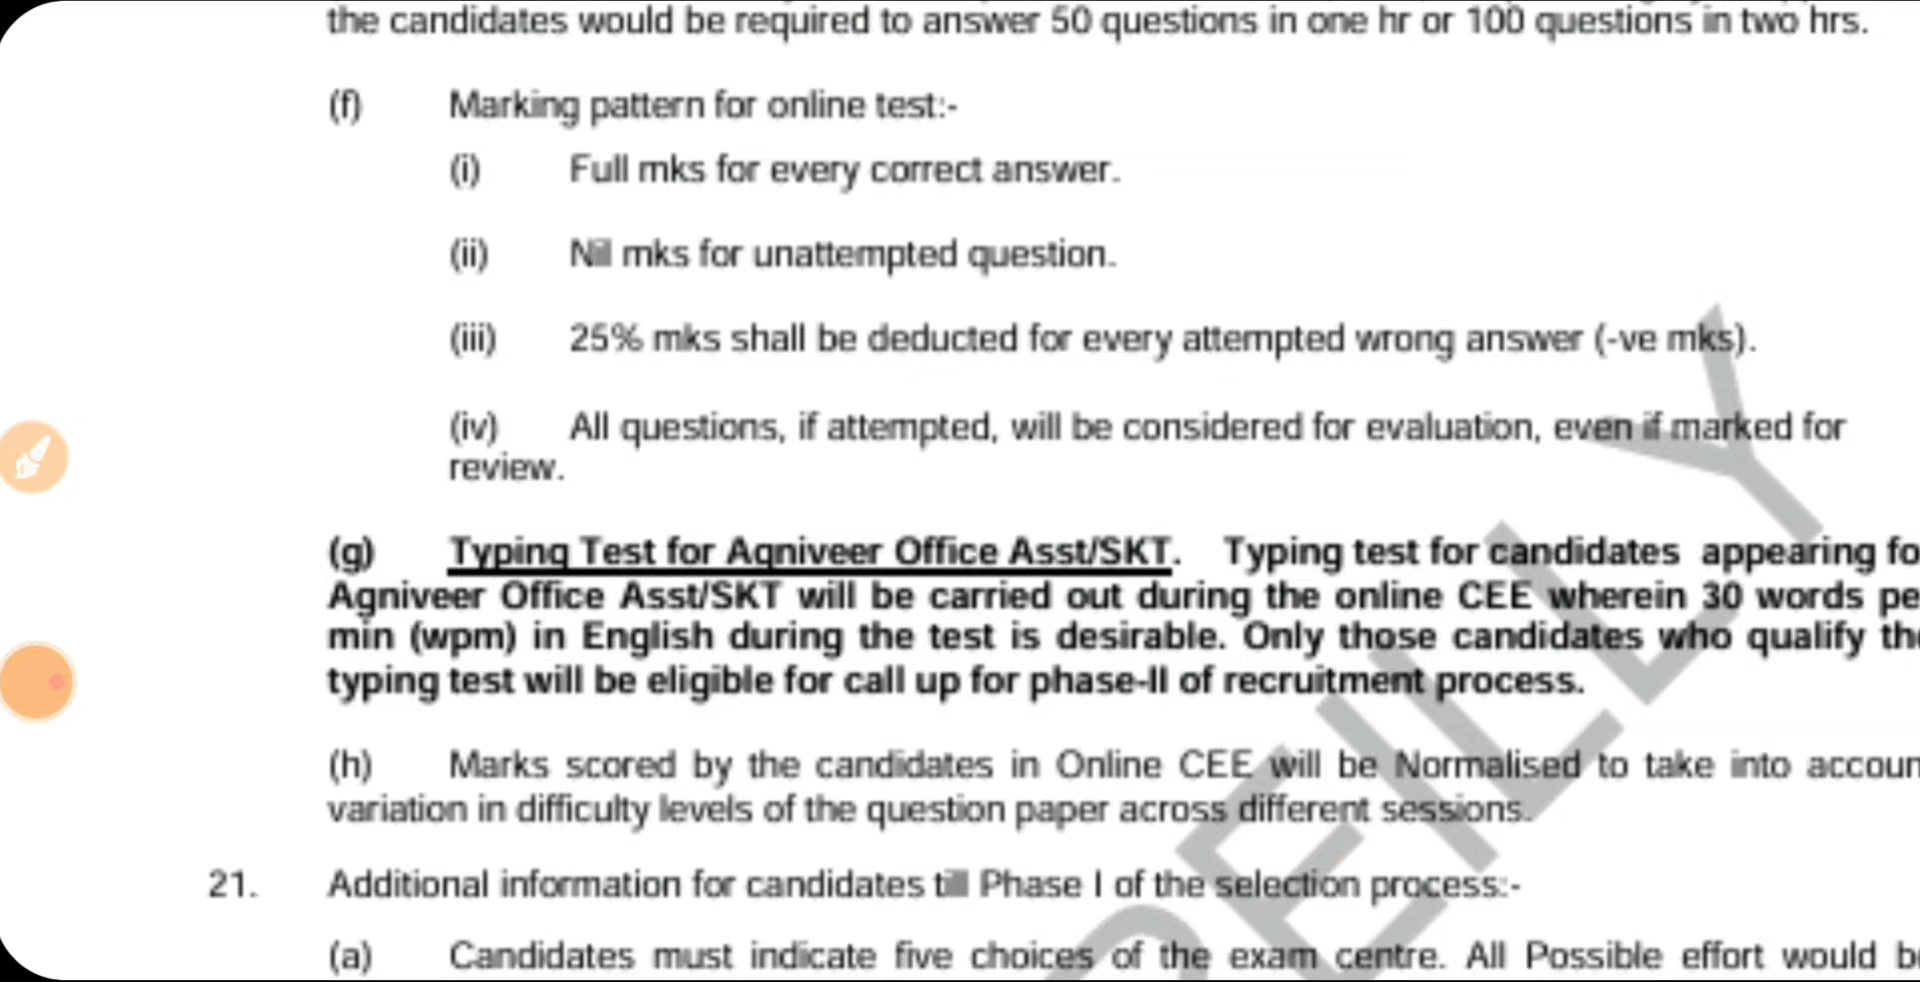 the candidates would be required to answer 50 questions in one hr or 100 questions in two hrs.
(f) Marking pattern for online test:-
(i) Full mks for every correct answer.
(ii) Nil mks for unattempted question.
(iii) 25% mks shall be deducted for every attempted wrong answer (-ve mks).
(iv) All questions, if attempted, will be considered for evaluation, even if marked for
review.
(g) Typing Test for Agniveer Office Asst/SKT. Typing test for candidates appearing fo
Agniveer Office Asst/SKT will be carried out during the online CEE wherein 30 words pe
min (wpm) in English during the test is desirable. Only those candidates who qualify the
typing test will be eligible for call up for phase-II of recruitment process.
(h) Marks scored by the candidates in Online CEE will be Normalised to take into accoun
variation in difficulty levels of the question paper across different sessions.
21. Additional information for candidates till Phase I of the selection process:-
(a) Candidates must indicate five choices of the exam centre. All Possible effort would b